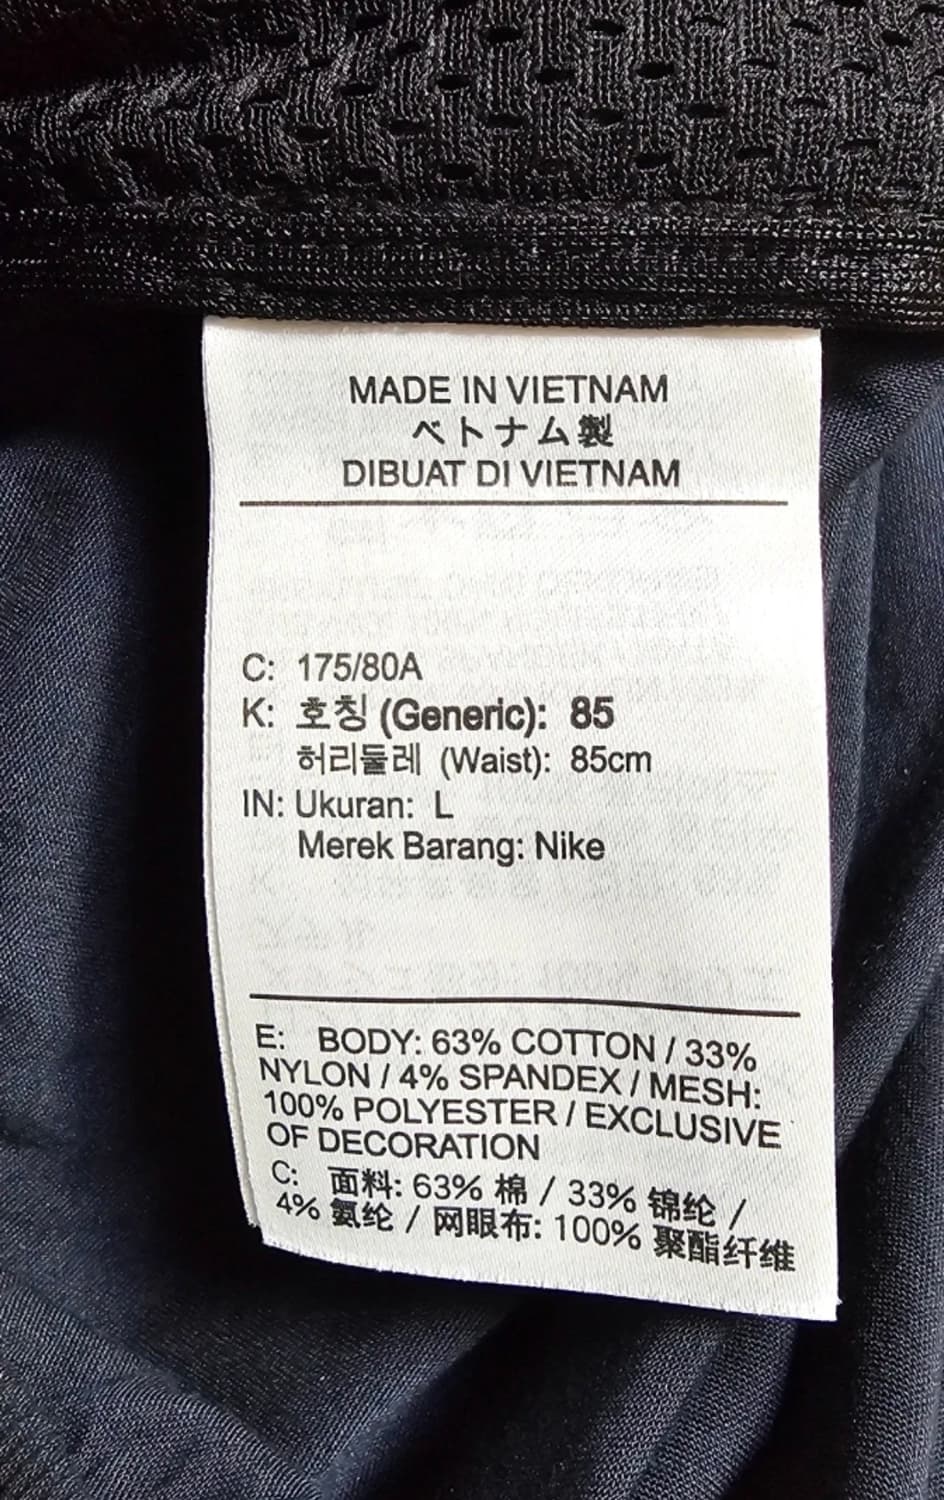 MADE IN VIETNAM
ベトナム製
DIBUAT DI VIETNAM
C: 175/80A
K: 호칭 (Generic): 85
허리둘레 (Waist): 85cm
IN: Ukuran: L
Merek Barang: Nike
E: BODY: 63% COTTON / 33%
NYLON / 4% SPANDEX / MESH:
100% POLYESTER / EXCLUSIVE
OF DECORATION
C: 面料: 63% 棉 / 33% 锦纶 /
4% 氨纶 / 网眼布: 100% 聚酯纤维